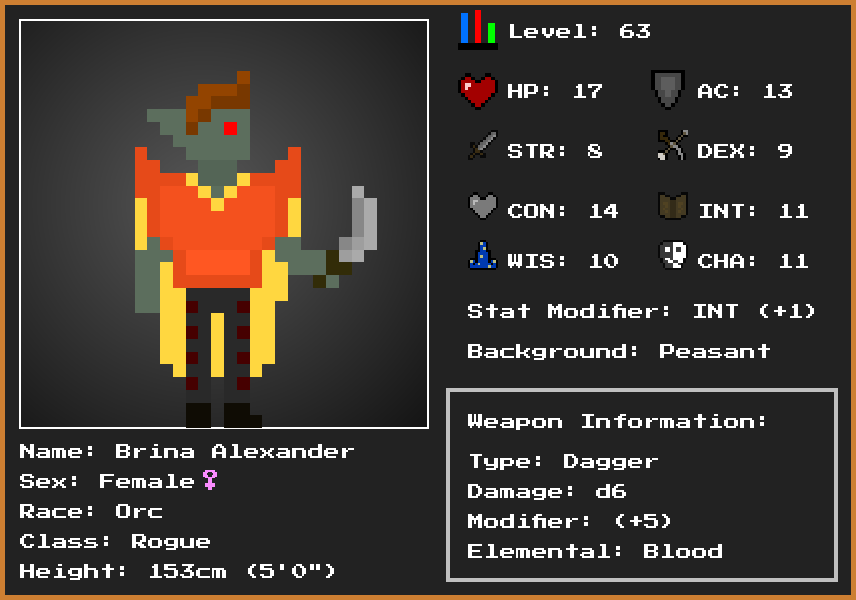 Level: 63
HP: 17
AC: 13
STR: 8
DEX: 9
CON: 14
INT: 11
WIS: 10
CHA: 11
Stat Modifier: INT (+1)
Background: Peasant
Weapon Information:
Type: Dagger
Damage: d6
Modifier: (+5)
Elemental: Blood
Name: Brina Alexander
Sex: Female♀
Race: Orc
Class: Rogue
Height: 153cm (5'0")